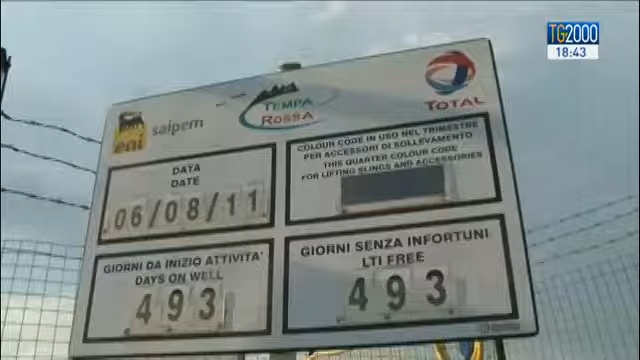 TG2000
18:43
eni
saipem
TEMPA
ROSSA
TOTAL
DATA
DATE
06/08/11
COLOUR CODE IN USO NEL TRIMESTRE
PER ACCESSORI DI SOLLEVAMENTO
THIS QUARTER COLOUR CODE
FOR LIFTING SLINGS AND ACCESSORIES
GIORNI DA INIZIO ATTIVITA'
DAYS ON WELL
493
GIORNI SENZA INFORTUNI
LTI FREE
493